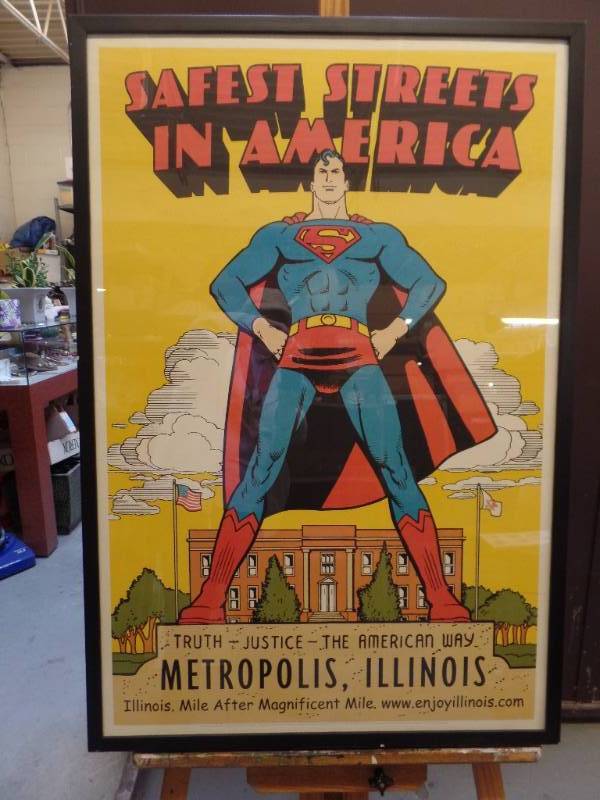 SAFEST STREETS
IN AMERICA
S
TRUTH - JUSTICE - THE AMERICAN WAY
METROPOLIS, ILLINOIS
Illinois. Mile After Magnificent Mile. www.enjoyillinois.com